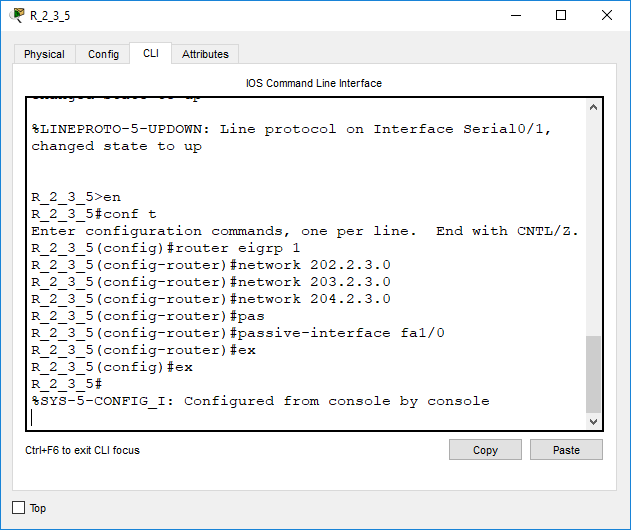 R_2_3_5
Physical
Config
CLI
Attributes
IOS Command Line Interface
changed state to up
%LINEPROTO-5-UPDOWN: Line protocol on Interface Serial0/1,
changed state to up
R_2_3_5>en
R_2_3_5#conf t
Enter configuration commands, one per line.  End with CNTL/Z.
R_2_3_5(config)#router eigrp 1
R_2_3_5(config-router)#network 202.2.3.0
R_2_3_5(config-router)#network 203.2.3.0
R_2_3_5(config-router)#network 204.2.3.0
R_2_3_5(config-router)#pas
R_2_3_5(config-router)#passive-interface fa1/0
R_2_3_5(config-router)#ex
R_2_3_5(config)#ex
R_2_3_5#
%SYS-5-CONFIG_I: Configured from console by console
Ctrl+F6 to exit CLI focus
Copy
Paste
Top